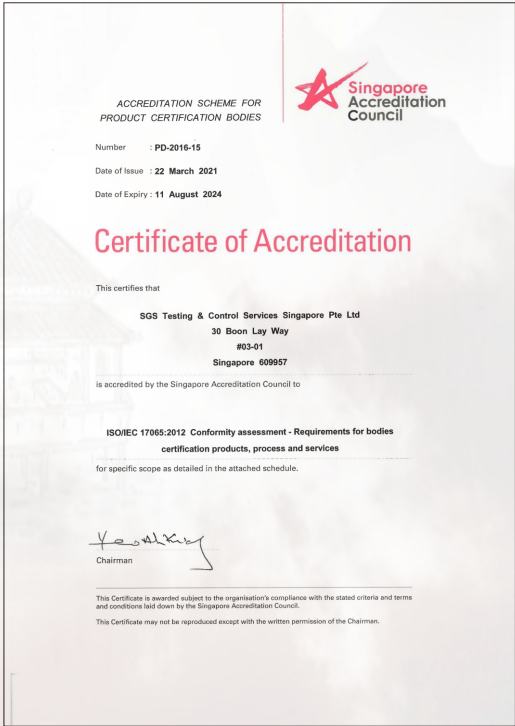 Singapore
Accreditation
Council
ACCREDITATION SCHEME FOR
PRODUCT CERTIFICATION BODIES
Number : PD-2016-15
Date of Issue : 22 March 2021
Date of Expiry : 11 August 2024
Certificate of Accreditation
This certifies that
SGS Testing & Control Services Singapore Pte Ltd
30 Boon Lay Way
#03-01
Singapore 609957
is accredited by the Singapore Accreditation Council to
ISO/IEC 17065:2012 Conformity assessment - Requirements for bodies
certification products, process and services
for specific scope as detailed in the attached schedule.
Chairman
This Certificate is awarded subject to the organisation's compliance with the stated criteria and terms
and conditions laid down by the Singapore Accreditation Council.
This Certificate may not be reproduced except with the written permission of the Chairman.